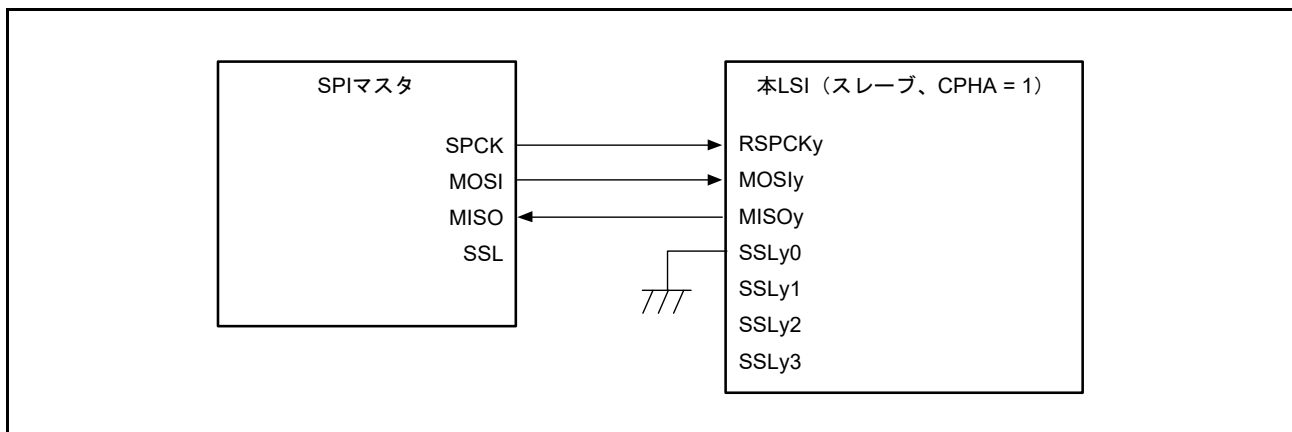 SPIマスタ
SPCK
MOSI
MISO
SSL
本LSI（スレーブ、CPHA = 1）
RSPCKy
MOSIy
MISOy
SSLy0
SSLy1
SSLy2
SSLy3